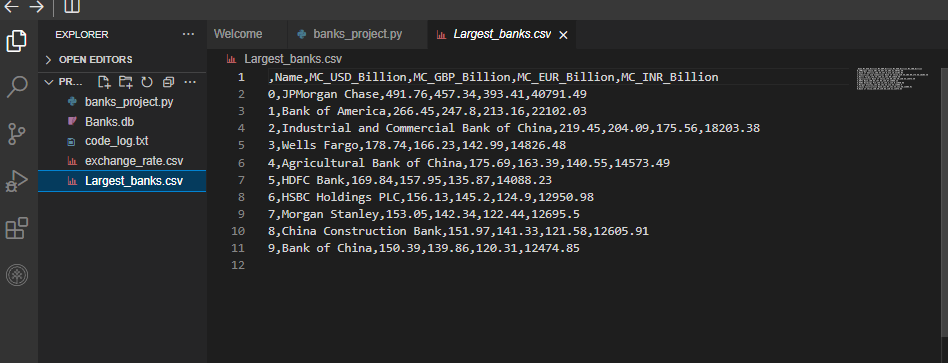 EXPLORER
OPEN EDITORS
PR...
banks_project.py
Banks.db
code_log.txt
exchange_rate.csv
Largest_banks.csv
Welcome
banks_project.py
Largest_banks.csv
Largest_banks.csv
1 ,Name,MC_USD_Billion,MC_GBP_Billion,MC_EUR_Billion,MC_INR_Billion
2 0,JPMorgan Chase,491.76,457.34,393.41,40791.49
3 1,Bank of America,266.45,247.8,213.16,22102.03
4 2,Industrial and Commercial Bank of China,219.45,204.09,175.56,18203.38
5 3,Wells Fargo,178.74,166.23,142.99,14826.48
6 4,Agricultural Bank of China,175.69,163.39,140.55,14573.49
7 5,HDFC Bank,169.84,157.95,135.87,14088.23
8 6,HSBC Holdings PLC,156.13,145.2,124.9,12950.98
9 7,Morgan Stanley,153.05,142.34,122.44,12695.5
10 8,China Construction Bank,151.97,141.33,121.58,12605.91
11 9,Bank of China,150.39,139.86,120.31,12474.85
12